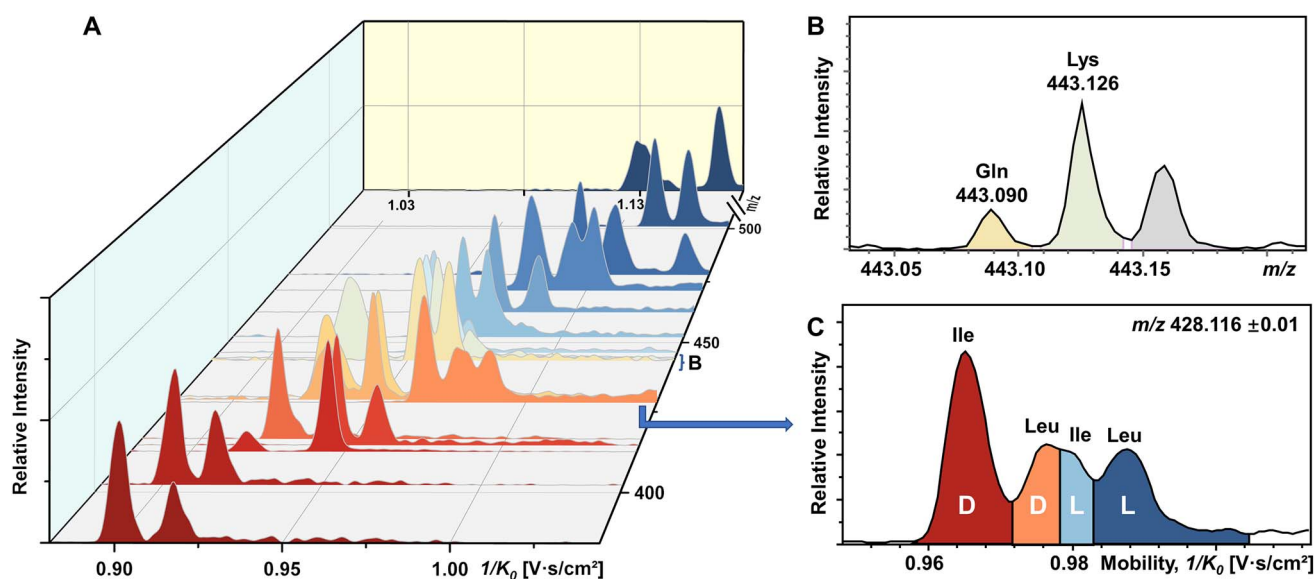 A
Relative Intensity
1.03
1.13
m/z
500
450
B
400
0.90
0.95
1.00
1/K0 [V·s/cm²]
B
Relative Intensity
Lys
443.126
Gln
443.090
443.05
443.10
443.15
m/z
C
m/z 428.116 ±0.01
Relative Intensity
Ile
Leu
Ile
Leu
D
D
L
L
0.96
0.98
Mobility, 1/K0 [V·s/cm²]